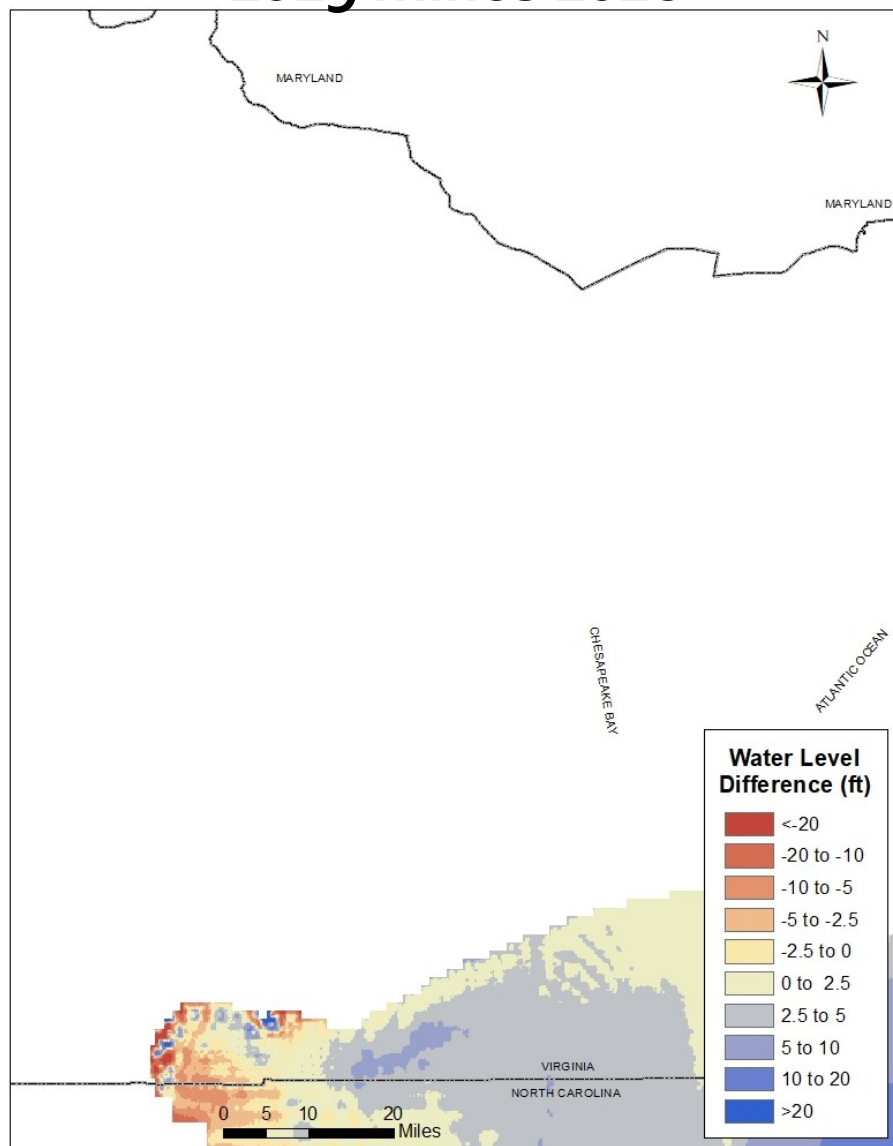 N
MARYLAND
MARYLAND
CHESAPEAKE BAY
ATLANTIC OCEAN
Water Level
Difference (ft)
<-20
-20 to -10
-10 to -5
-5 to -2.5
-2.5 to 0
0 to 2.5
2.5 to 5
5 to 10
10 to 20
>20
VIRGINIA
NORTH CAROLINA
0 5 10 20
Miles